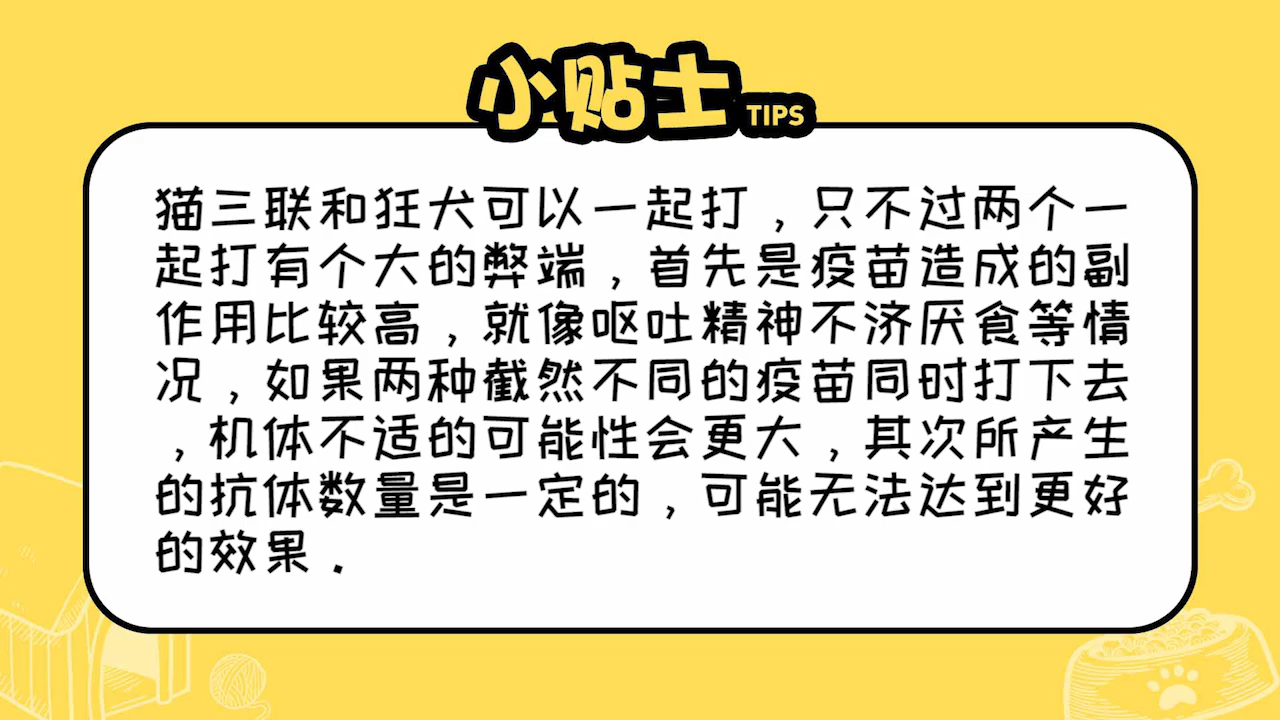 小贴士 TIPS
猫三联和狂犬可以一起打，只不过两个一
起打有个大的弊端，首先是疫苗造成的副
作用比较高，就像呕吐精神不济厌食等情
况，如果两种截然不同的疫苗同时打下去
，机体不适的可能性会更大，其次所产生
的抗体数量是一定的，可能无法达到更好
的效果．